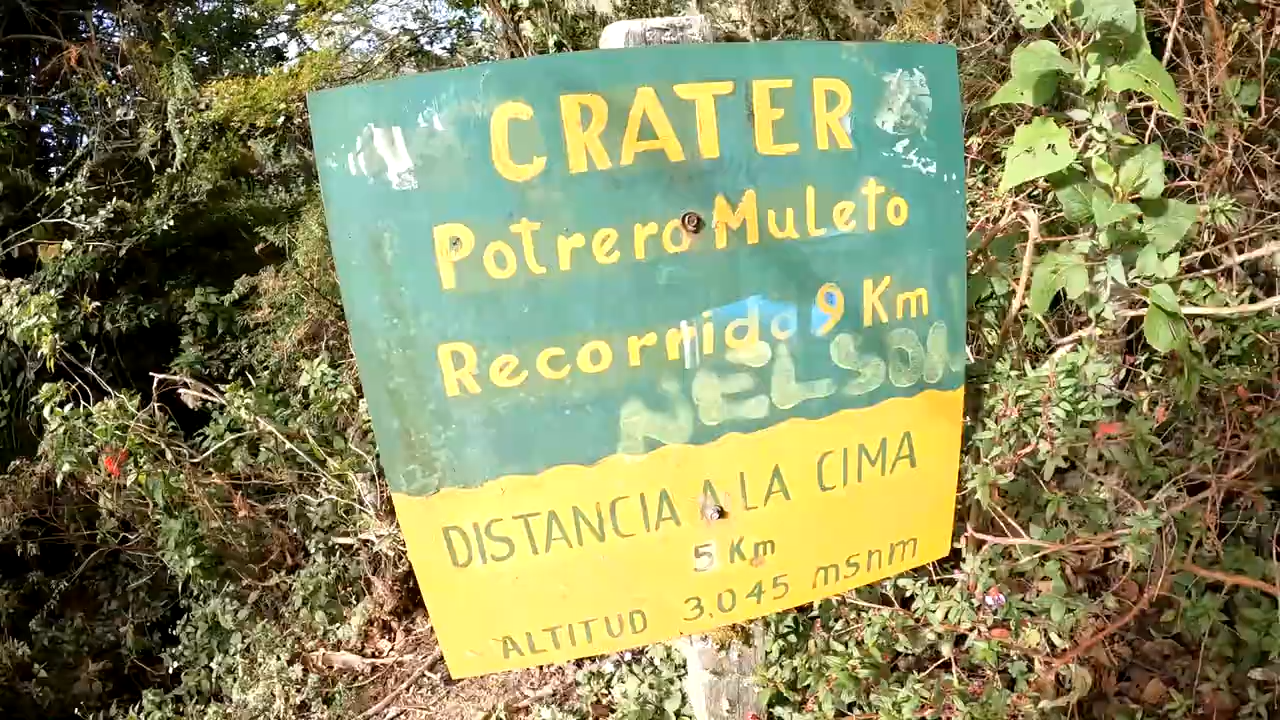 CRATER
Potrero Muleto
Recorrido 9 Km
NELSON
DISTANCIA A LA CIMA
5 Km
ALTITUD 3,045 msnm